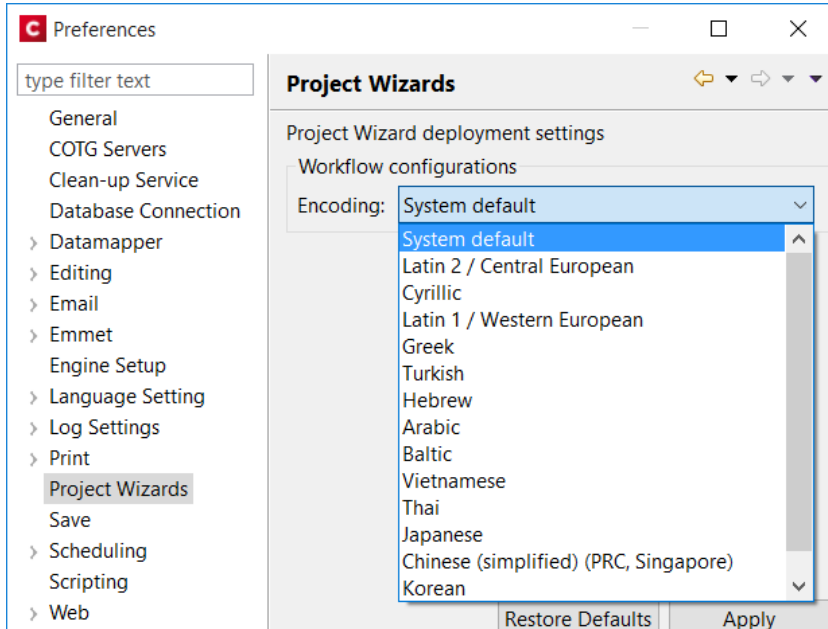 C Preferences
type filter text
General
COTG Servers
Clean-up Service
Database Connection
Datamapper
Editing
Email
Emmet
Engine Setup
Language Setting
Log Settings
Print
Project Wizards
Save
Scheduling
Scripting
Web
Project Wizards
Project Wizard deployment settings
Workflow configurations
Encoding: System default
System default
Latin 2 / Central European
Cyrillic
Latin 1 / Western European
Greek
Turkish
Hebrew
Arabic
Baltic
Vietnamese
Thai
Japanese
Chinese (simplified) (PRC, Singapore)
Korean
Restore Defaults Apply